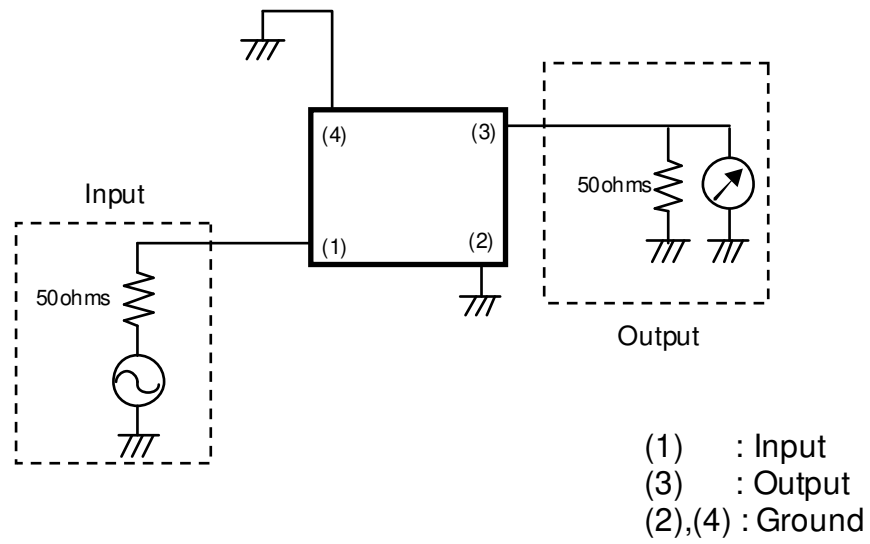 (4)
(3)
50ohms
Input
(1)
(2)
50ohms
Output
(1) : Input
(3) : Output
(2),(4) : Ground